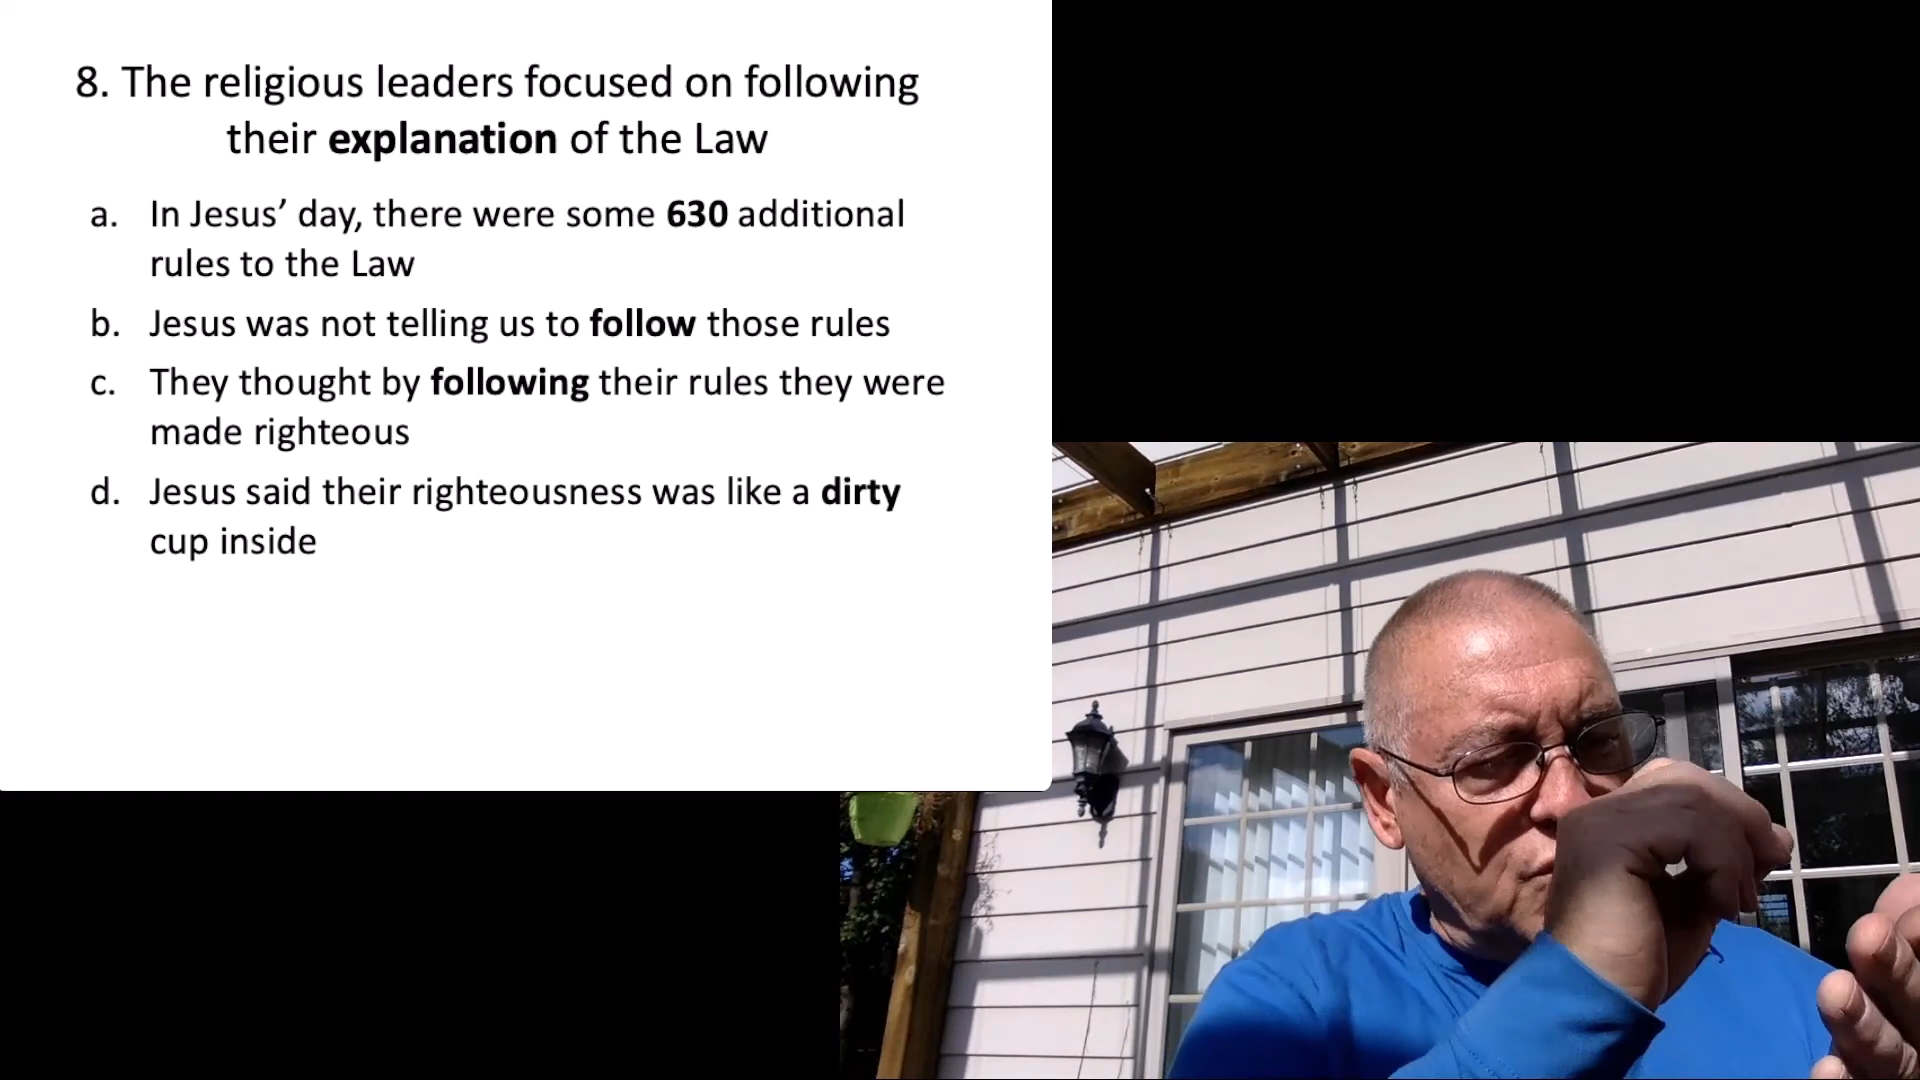 8. The religious leaders focused on following
their explanation of the Law
a. In Jesus’ day, there were some 630 additional
rules to the Law
b. Jesus was not telling us to follow those rules
c. They thought by following their rules they were
made righteous
d. Jesus said their righteousness was like a dirty
cup inside